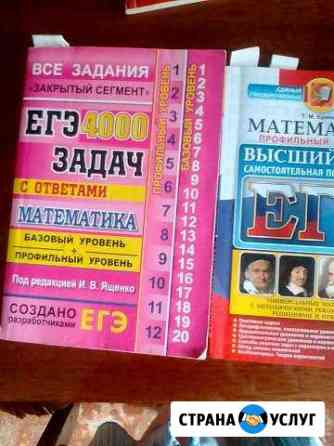 ВСЕ ЗАДАНИЯ
«ЗАКРЫТЫЙ СЕГМЕНТ»
ЕГЭ 4000
ЗАДАЧ
С ОТВЕТАМИ
МАТЕМАТИКА
БАЗОВЫЙ УРОВЕНЬ
+
ПРОФИЛЬНЫЙ УРОВЕНЬ
Под редакцией И. В. Ященко
СОЗДАНО
разработчиками ЕГЭ
ПРОФИЛЬНЫЙ УРОВЕНЬ
1
2
3
4
5
6
7
8
9
10
11
12
БАЗОВЫЙ УРОВЕНЬ
1
2
3
4
5
6
7
8
9
10
11
12
13
14
15
16
17
18
19
20
МАТЕМА
ПРОФИЛЬНЫЙ
ВЫСШИЙ
САМОСТОЯТЕЛЬНАЯ
ЕГ
СТРАНА УСЛУГ